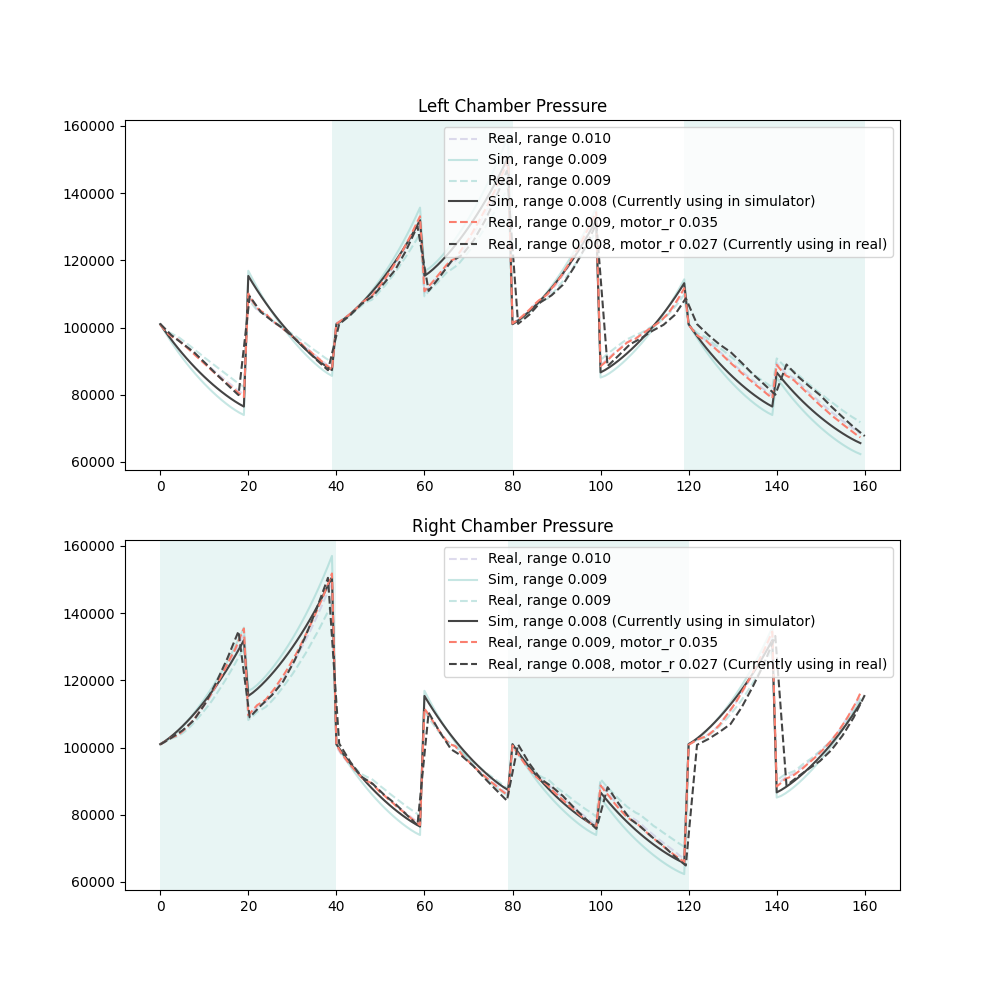 Left Chamber Pressure
160000
140000
120000
100000
80000
60000
Real, range 0.010
Sim, range 0.009
Real, range 0.009
Sim, range 0.008 (Currently using in simulator)
Real, range 0.009, motor_r 0.035
Real, range 0.008, motor_r 0.027 (Currently using in real)
0 20 40 60 80 100 120 140 160
Right Chamber Pressure
160000
140000
120000
100000
80000
60000
Real, range 0.010
Sim, range 0.009
Real, range 0.009
Sim, range 0.008 (Currently using in simulator)
Real, range 0.009, motor_r 0.035
Real, range 0.008, motor_r 0.027 (Currently using in real)
0 20 40 60 80 100 120 140 160